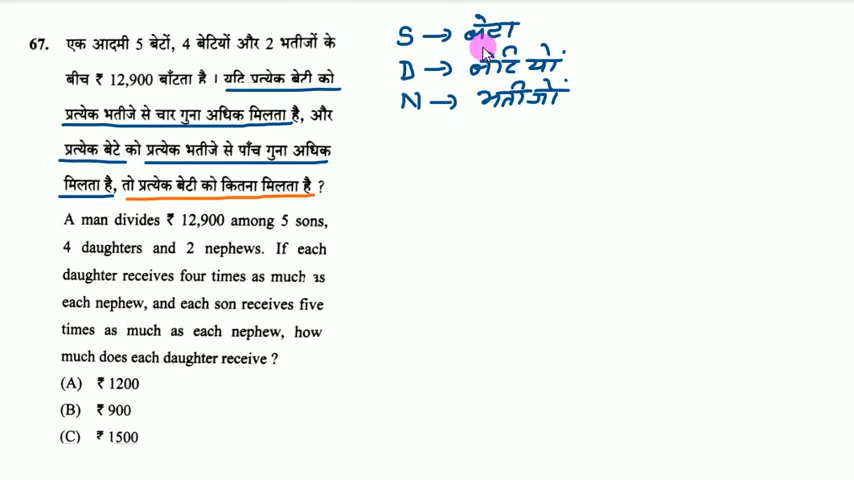 67. एक आदमी 5 बेटों, 4 बेटियों और 2 भतीजों के
बीच ₹ 12,900 बाँटता है । यदि प्रत्येक बेटी को
प्रत्येक भतीजे से चार गुना अधिक मिलता है, और
प्रत्येक बेटे को प्रत्येक भतीजे से पाँच गुना अधिक
मिलता है, तो प्रत्येक बेटी को कितना मिलता है ?
A man divides ₹ 12,900 among 5 sons,
4 daughters and 2 nephews. If each
daughter receives four times as much as
each nephew, and each son receives five
times as much as each nephew, how
much does each daughter receive ?
(A) ₹ 1200
(B) ₹ 900
(C) ₹ 1500
S → बेटा
D → बेटियों
N → भतीजों